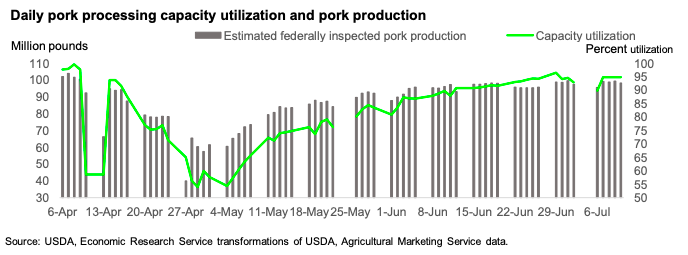 Daily pork processing capacity utilization and pork production
Estimated federally inspected pork production
Capacity utilization
Million pounds
Percent utilization
110
100
90
80
70
60
50
40
30
100
95
90
85
80
75
70
65
60
55
50
6-Apr 13-Apr 20-Apr 27-Apr 4-May 11-May 18-May 25-May 1-Jun 8-Jun 15-Jun 22-Jun 29-Jun 6-Jul
Source: USDA, Economic Research Service transformations of USDA, Agricultural Marketing Service data.